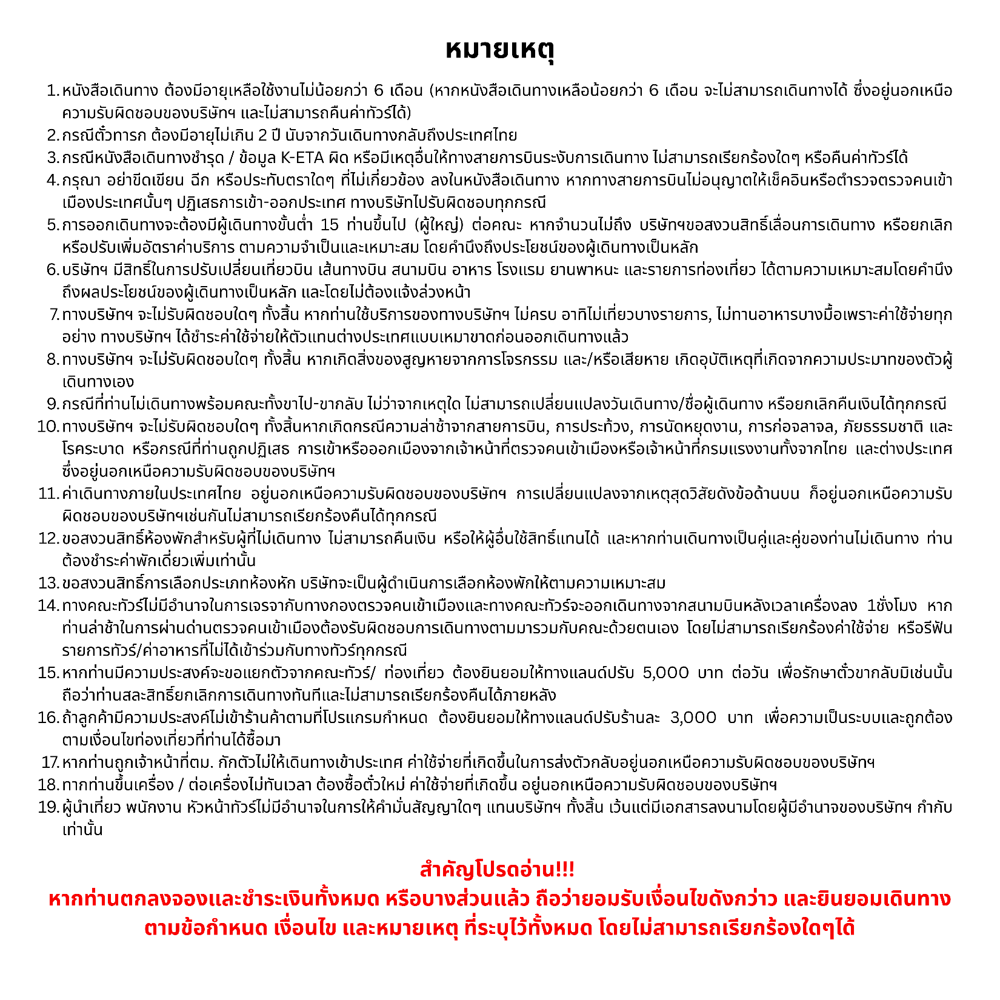 หมายเหตุ
1. หนังสือเดินทาง ต้องมีอายุเหลือใช้งานไม่น้อยกว่า 6 เดือน (หากหนังสือเดินทางเหลือน้อยกว่า 6 เดือน จะไม่สามารถเดินทางได้ ซึ่งอยู่นอกเหนือ
ความรับผิดชอบของบริษัทฯ และไม่สามารถคืนค่าทัวร์ได้)
2. กรณีตั๋วทารก ต้องมีอายุไม่เกิน 2 ปี นับจากวันเดินทางกลับถึงประเทศไทย
3. กรณีหนังสือเดินทางชำรุด / ข้อมูล K-ETA ผิด หรือมีเหตุอื่นให้ทางสายการบินระงับการเดินทาง ไม่สามารถเรียกร้องใดๆ หรือคืนค่าทัวร์ได้
4. กรุณา อย่าขีดเขียน ฉีก หรือประทับตราใดๆ ที่ไม่เกี่ยวข้อง ลงในหนังสือเดินทาง หากทางสายการบินไม่อนุญาตให้เช็คอินหรือตำรวจตรวจคนเข้า
เมืองประเทศนั้นๆ ปฏิเสธการเข้า-ออกประเทศ ทางบริษัทไปรับผิดชอบทุกกรณี
5. การออกเดินทางจะต้องมีผู้เดินทางขั้นต่ำ 15 ท่านขึ้นไป (ผู้ใหญ่) ต่อคณะ หากจำนวนไม่ถึง บริษัทฯขอสงวนสิทธิ์เลื่อนการเดินทาง หรือยกเลิก
หรือปรับเพิ่มอัตราค่าบริการ ตามความจำเป็นและเหมาะสม โดยคำนึงถึงประโยชน์ของผู้เดินทางเป็นหลัก
6. บริษัทฯ มีสิทธิ์ในการปรับเปลี่ยนเที่ยวบิน เส้นทางบิน สนามบิน อาหาร โรงแรม ยานพาหนะ และรายการท่องเที่ยว ได้ตามความเหมาะสมโดยคำนึง
ถึงผลประโยชน์ของผู้เดินทางเป็นหลัก และโดยไม่ต้องแจ้งล่วงหน้า
7. ทางบริษัทฯ จะไม่รับผิดชอบใดๆ ทั้งสิ้น หากท่านใช้บริการของทางบริษัทฯ ไม่ครบ อาทิไม่เที่ยวบางรายการ, ไม่ทานอาหารบางมื้อเพราะค่าใช้จ่ายทุก
อย่าง ทางบริษัทฯ ได้ชำระค่าใช้จ่ายให้ตัวแทนต่างประเทศแบบเหมาขาดก่อนออกเดินทางแล้ว
8. ทางบริษัทฯ จะไม่รับผิดชอบใดๆ ทั้งสิ้น หากเกิดสิ่งของสูญหายจากการโจรกรรม และ/หรือเสียหาย เกิดอุบัติเหตุที่เกิดจากความประมาทของตัวผู้
เดินทางเอง
9. กรณีที่ท่านไม่เดินทางพร้อมคณะทั้งขาไป-ขากลับ ไม่ว่าจากเหตุใด ไม่สามารถเปลี่ยนแปลงวันเดินทาง/ชื่อผู้เดินทาง หรือยกเลิกคืนเงินได้ทุกกรณี
10. ทางบริษัทฯ จะไม่รับผิดชอบใดๆ ทั้งสิ้นหากเกิดกรณีความล่าช้าจากสายการบิน, การประท้วง, การนัดหยุดงาน, การก่อจลาจล, ภัยธรรมชาติ และ
โรคระบาด หรือกรณีที่ท่านถูกปฏิเสธ การเข้าหรือออกเมืองจากเจ้าหน้าที่ตรวจคนเข้าเมืองหรือเจ้าหน้าที่กรมแรงงานทั้งจากไทย และต่างประเทศ
ซึ่งอยู่นอกเหนือความรับผิดชอบของบริษัทฯ
11. ค่าเดินทางภายในประเทศไทย อยู่นอกเหนือความรับผิดชอบของบริษัทฯ การเปลี่ยนแปลงจากเหตุสุดวิสัยดังข้อด้านบน ก็อยู่นอกเหนือความรับ
ผิดชอบของบริษัทฯเช่นกันไม่สามารถเรียกร้องคืนได้ทุกกรณี
12. ขอสงวนสิทธิ์ห้องพักสำหรับผู้ที่ไม่เดินทาง ไม่สามารถคืนเงิน หรือให้ผู้อื่นใช้สิทธิ์แทนได้ และหากท่านเดินทางเป็นคู่และคู่ของท่านไม่เดินทาง ท่าน
ต้องชำระค่าพักเดี่ยวเพิ่มเท่านั้น
13. ขอสงวนสิทธิ์การเลือกประเภทห้องหัก บริษัทจะเป็นผู้ดำเนินการเลือกห้องพักให้ตามความเหมาะสม
14. ทางคณะทัวร์ไม่มีอำนาจในการเจรจากับทางกองตรวจคนเข้าเมืองและทางคณะทัวร์จะออกเดินทางจากสนามบินหลังเวลาเครื่องลง 1ชั่งโมง หาก
ท่านล่าช้าในการผ่านด่านตรวจคนเข้าเมืองต้องรับผิดชอบการเดินทางตามมารวมกับคณะด้วยตนเอง โดยไม่สามารถเรียกร้องค่าใช้จ่าย หรือรีฟัน
รายการทัวร์/ค่าอาหารที่ไม่ได้เข้าร่วมกับทางทัวร์ทุกกรณี
15. หากท่านมีความประสงค์จะขอแยกตัวจากคณะทัวร์/ ท่องเที่ยว ต้องยินยอมให้ทางแลนด์ปรับ 5,000 บาท ต่อวัน เพื่อรักษาตั๋วขากลับมิเช่นนั้น
ถือว่าท่านสละสิทธิ์ยกเลิกการเดินทางทันทีและไม่สามารถเรียกร้องคืนได้ภายหลัง
16. ถ้าลูกค้ามีความประสงค์ไม่เข้าร้านค้าตามที่โปรแกรมกำหนด ต้องยินยอมให้ทางแลนด์ปรับร้านละ 3,000 บาท เพื่อความเป็นระบบและถูกต้อง
ตามเงื่อนไขท่องเที่ยวที่ท่านได้ซื้อมา
17. หากท่านถูกเจ้าหน้าที่ตม. กักตัวไม่ให้เดินทางเข้าประเทศ ค่าใช้จ่ายที่เกิดขึ้นในการส่งตัวกลับอยู่นอกเหนือความรับผิดชอบของบริษัทฯ
18. ทากท่านขึ้นเครื่อง / ต่อเครื่องไม่ทันเวลา ต้องซื้อตั๋วใหม่ ค่าใช้จ่ายที่เกิดขึ้น อยู่นอกเหนือความรับผิดชอบของบริษัทฯ
19. ผู้นำเที่ยว พนักงาน หัวหน้าทัวร์ไม่มีอำนาจในการให้คำมั่นสัญญาใดๆ แทนบริษัทฯ ทั้งสิ้น เว้นแต่มีเอกสารลงนามโดยผู้มีอำนาจของบริษัทฯ กำกับ
เท่านั้น
สำคัญโปรดอ่าน!!!
หากท่านตกลงจองและชำระเงินทั้งหมด หรือบางส่วนแล้ว ถือว่ายอมรับเงื่อนไขดังกว่าว และยินยอมเดินทาง
ตามข้อกำหนด เงื่อนไข และหมายเหตุ ที่ระบุไว้ทั้งหมด โดยไม่สามารถเรียกร้องใดๆได้